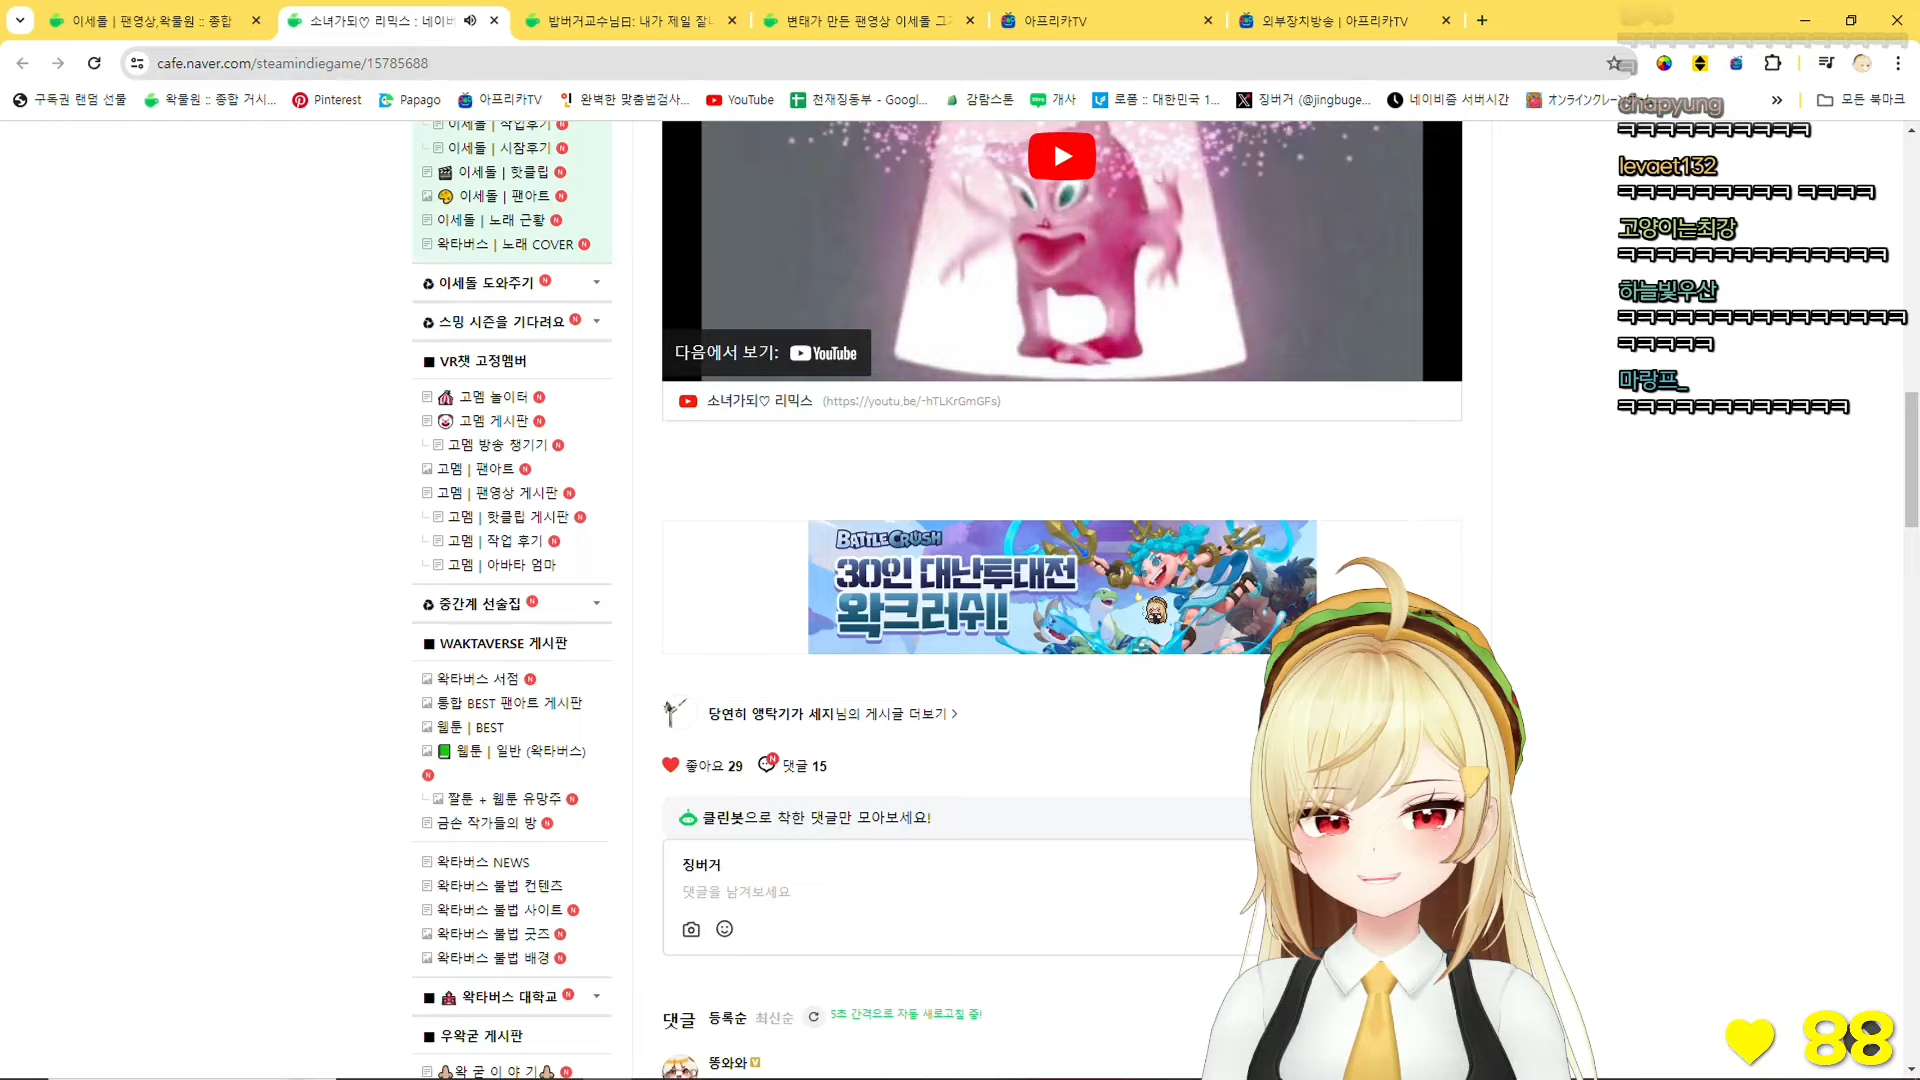 이세돌 | 팬영상,왁물원 :: 종합
소녀가되♡ 리믹스 : 네이버
밥버거교수님曰: 내가 제일 잘나
변태가 만든 팬영상 이세돌 그
아프리카TV
외부장치방송 | 아프리카TV
cafe.naver.com/steamindiegame/15785688
구독권 랜덤 선물
왁물원 :: 종합 거시...
Pinterest
Papago
아프리카TV
완벽한 맞춤법검사...
YouTube
천재징동부 - Googl...
감람스톤
개사
로폼 :: 대한민국 1...
징버거 (@jingbuge...
네이비즘 서버시간
オンラインクレーン
모든 북마크
이세돌 | 작업후기
이세돌 | 시참후기
이세돌 | 핫클립
이세돌 | 팬아트
이세돌 | 노래 근황
왁타버스 | 노래 COVER
이세돌 도와주기
스밍 시즌을 기다려요
VR챗 고정멤버
고멤 놀이터
고멤 게시판
고멤 방송 챙기기
고멤 | 팬아트
고멤 | 팬영상 게시판
고멤 | 핫클립 게시판
고멤 | 작업 후기
고멤 | 아바타 엄마
중간계 선술집
WAKTAVERSE 게시판
왁타버스 서점
통합 BEST 팬아트 게시판
웹툰 | BEST
웹툰 | 일반 (왁타버스)
짤툰 + 웹툰 유망주
금손 작가들의 방
왁타버스 NEWS
왁타버스 불법 컨텐츠
왁타버스 불법 사이트
왁타버스 불법 굿즈
왁타버스 불법 배경
왁타버스 대학교
우왁굳 게시판
왁 굳 이 야 기
다음에서 보기: YouTube
소녀가되♡ 리믹스 (https://youtu.be/-hTLKrGmGFs)
BATTLE CRUSH
30인 대난투대전
왁크러쉬!
당연히 앵탁기가 세지님의 게시글 더보기
좋아요 29 댓글 15
클린봇으로 착한 댓글만 모아보세요!
징버거
댓글을 남겨보세요
댓글 등록순 최신순 5초 간격으로 자동 새로고침 중!
똥와와
chapyung
ㅋㅋㅋㅋㅋㅋㅋㅋㅋㅋ
levaet132
ㅋㅋㅋㅋㅋㅋㅋㅋㅋ ㅋㅋㅋㅋ
고양이는최강
ㅋㅋㅋㅋㅋㅋㅋㅋㅋㅋㅋㅋㅋㅋ
하늘빛우산
ㅋㅋㅋㅋㅋㅋㅋㅋㅋㅋㅋㅋㅋㅋㅋ
ㅋㅋㅋㅋㅋ
마랑프_
ㅋㅋㅋㅋㅋㅋㅋㅋㅋㅋㅋㅋ
88